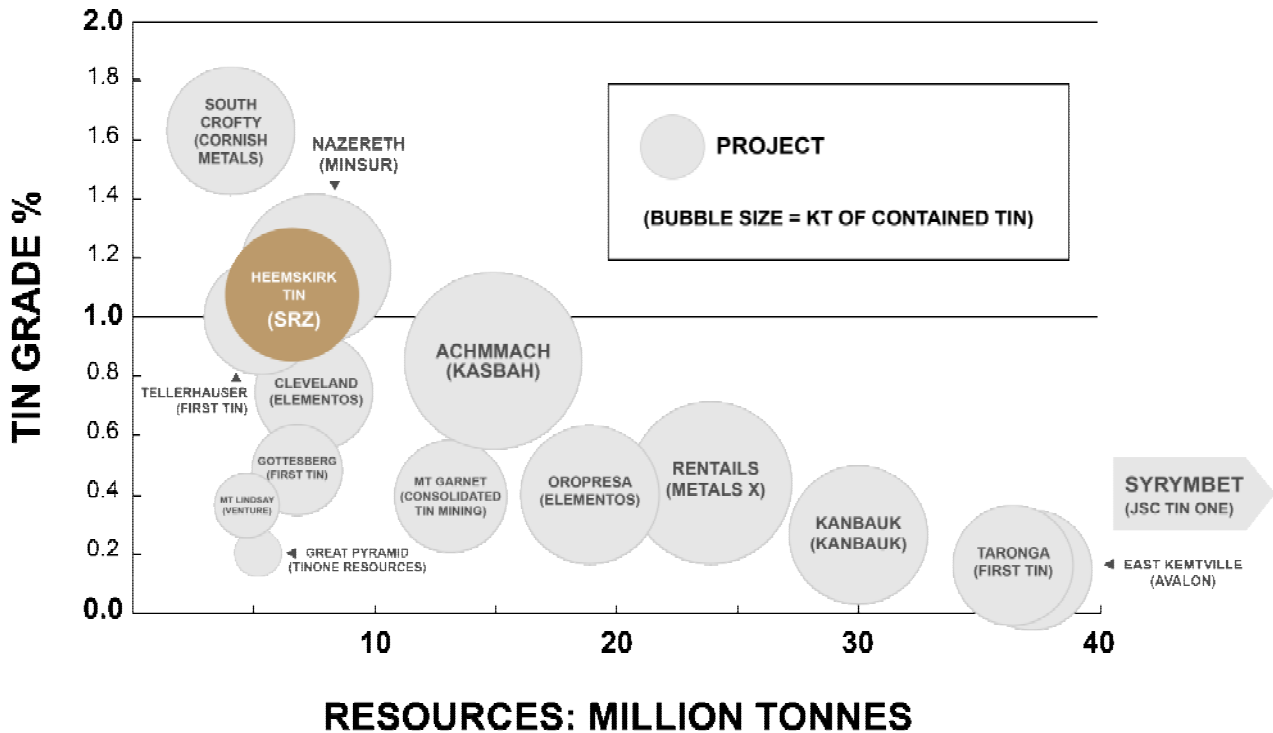 2.0
1.8
1.6
1.4
1.2
1.0
0.8
0.6
0.4
0.2
0.0
TIN GRADE %
SOUTH
CROFTY
(CORNISH
METALS)
NAZERETH
(MINSUR)
PROJECT
(BUBBLE SIZE = KT OF CONTAINED TIN)
HEEMSKIRK
TIN
(SRZ)
ACHMMACH
(KASBAH)
TELLERHAUSER
(FIRST TIN)
CLEVELAND
(ELEMENTOS)
GOTTESBERG
(FIRST TIN)
MT LINDSAY
(VENTURE)
GREAT PYRAMID
(TINONE RESOURCES)
MT GARNET
(CONSOLIDATED
TIN MINING)
OROPRESA
(ELEMENTOS)
RENTAILS
(METALS X)
KANBAUK
(KANBAUK)
TARONGA
(FIRST TIN)
EAST KEMTVILLE
(AVALON)
SYRYMBET
(JSC TIN ONE)
10
20
30
40
RESOURCES: MILLION TONNES